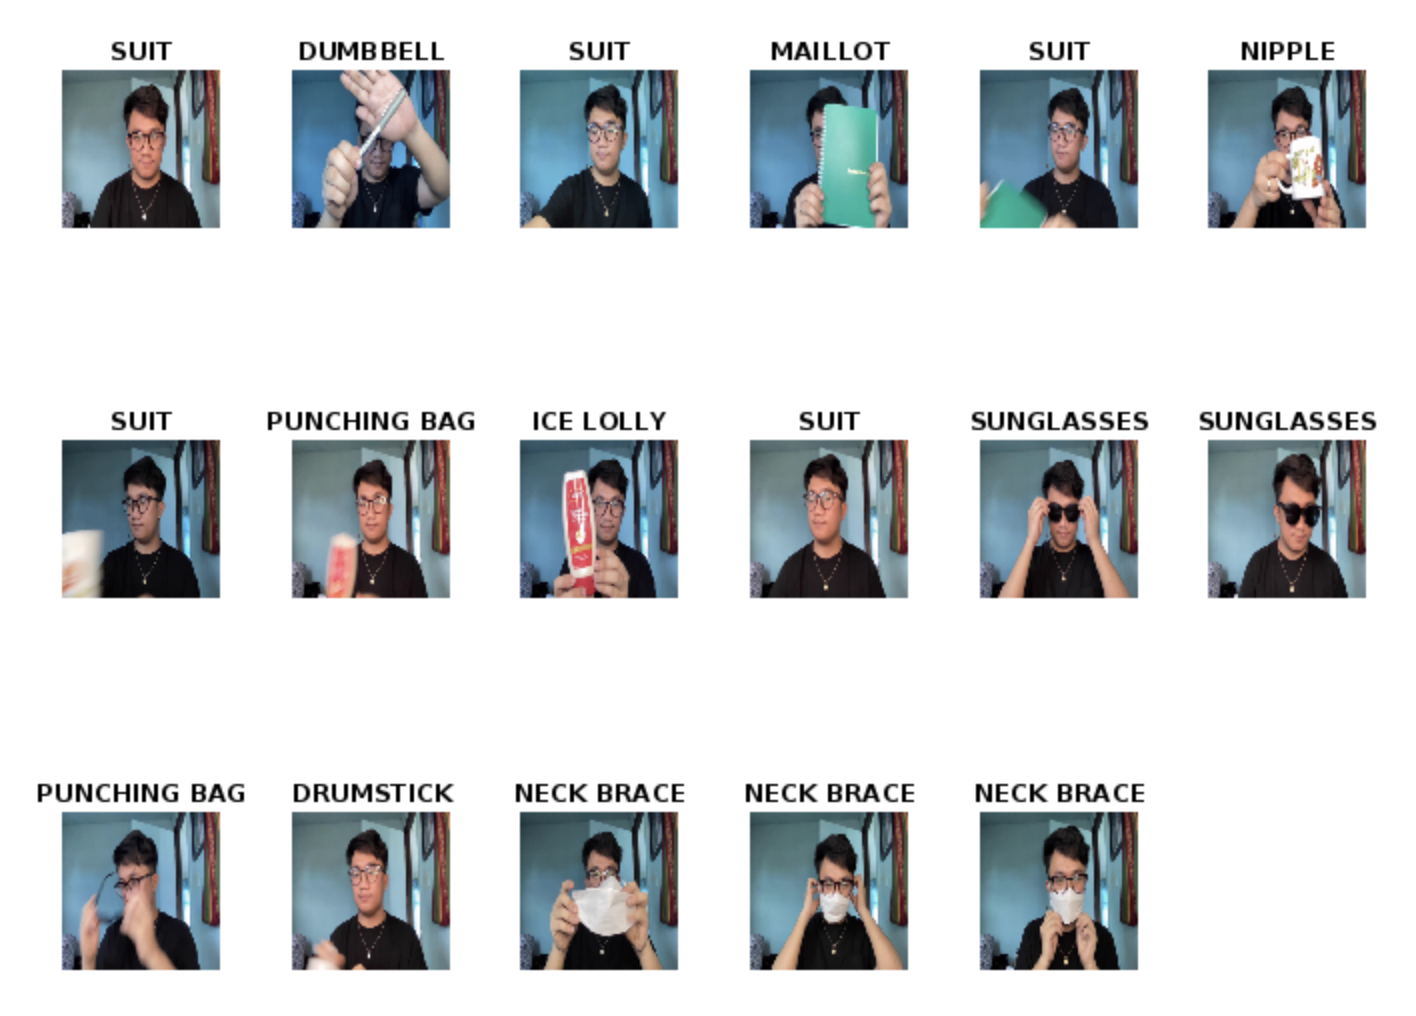 SUIT
DUMBBELL
SUIT
MAILLOT
SUIT
NIPPLE
SUIT
PUNCHING BAG
ICE LOLLY
SUIT
SUNGLASSES
SUNGLASSES
PUNCHING BAG
DRUMSTICK
NECK BRACE
NECK BRACE
NECK BRACE